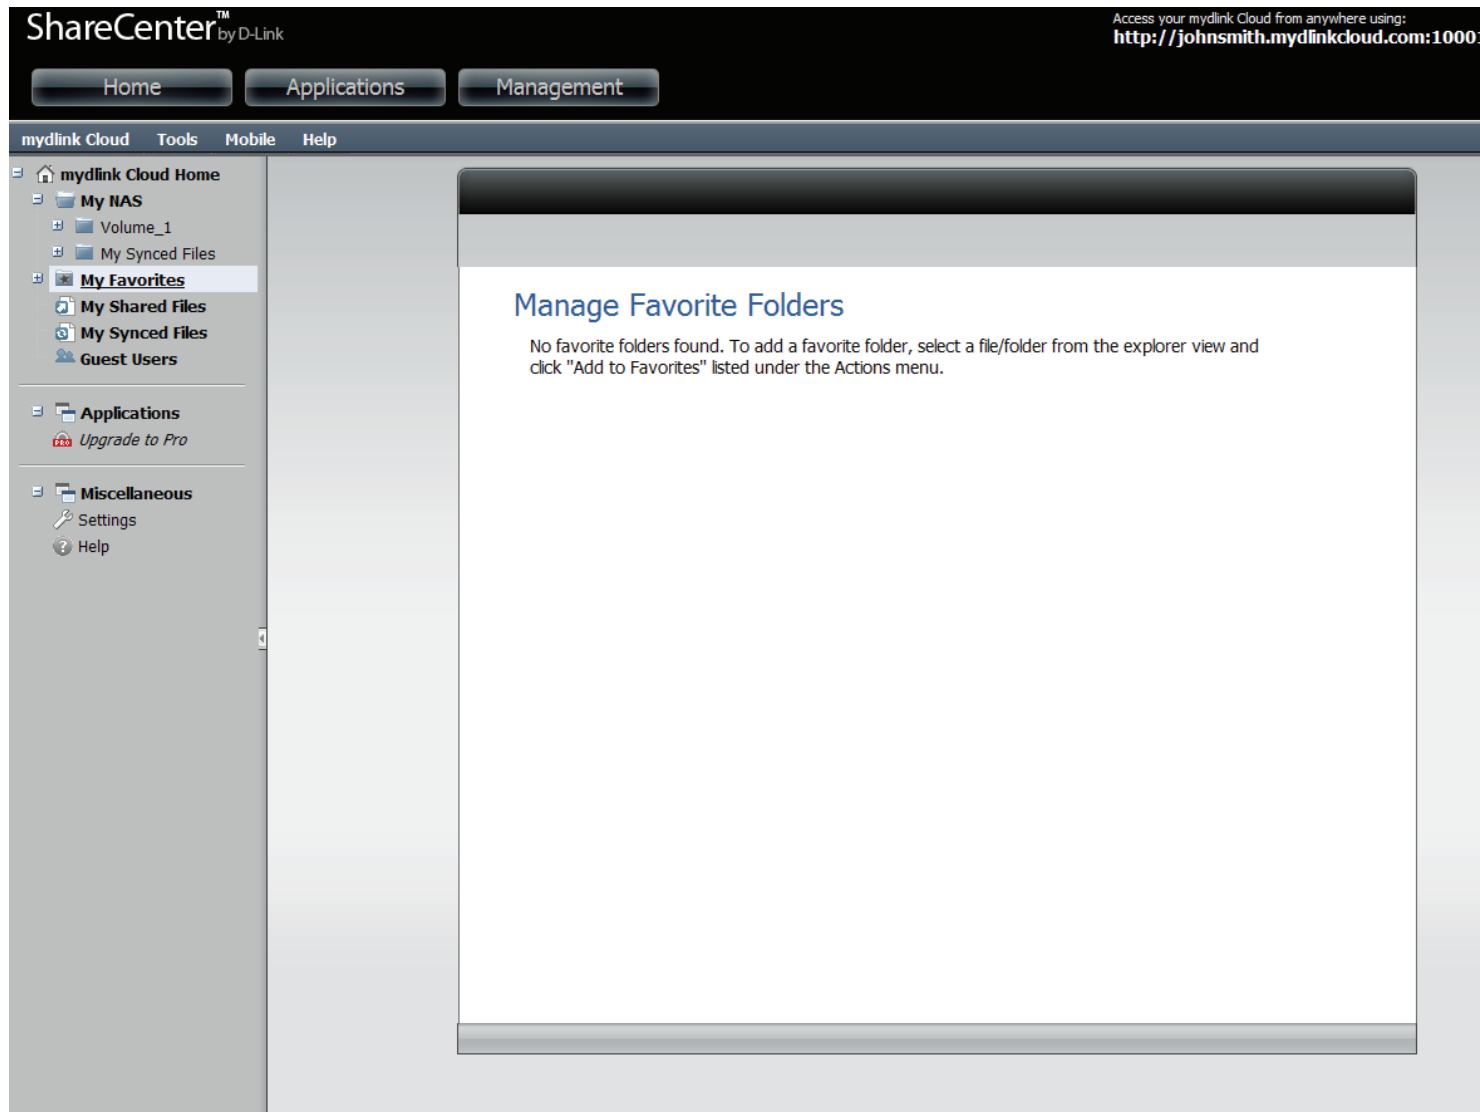 ShareCenter™ by D-Link
Access your mydlink Cloud from anywhere using:
http://johnsmith.mydlinkcloud.com:10001
Home
Applications
Management
mydlink Cloud Tools Mobile Help
mydlink Cloud Home
My NAS
Volume_1
My Synced Files
My Favorites
My Shared Files
My Synced Files
Guest Users
Applications
PRO Upgrade to Pro
Miscellaneous
Settings
Help
Manage Favorite Folders
No favorite folders found. To add a favorite folder, select a file/folder from the explorer view and
click "Add to Favorites" listed under the Actions menu.